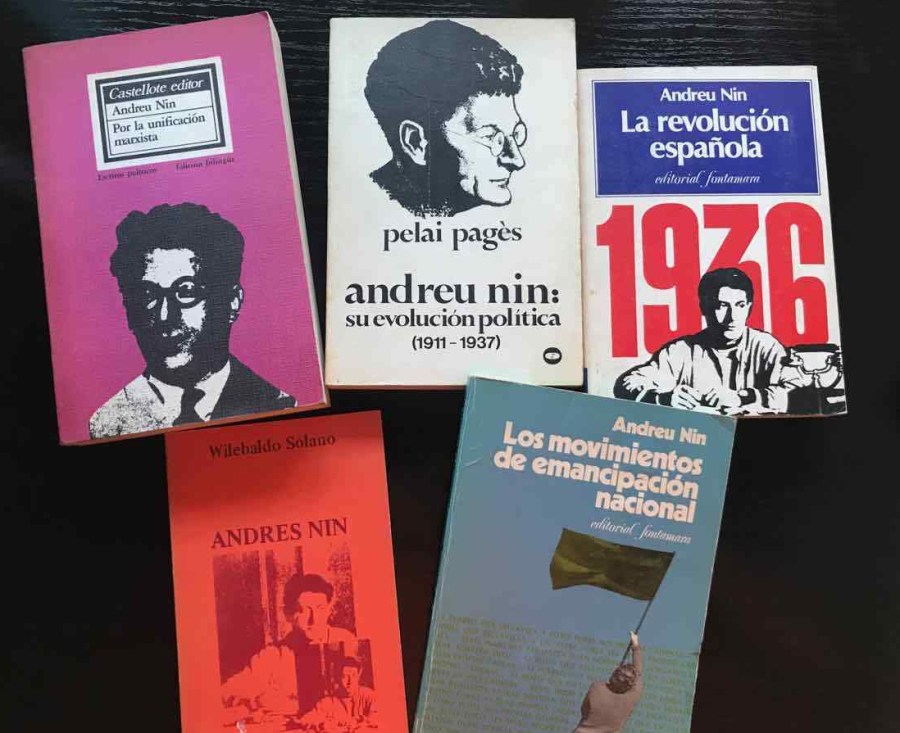 Castellote editor
Andreu Nin
Por la unificación
marxista
Escritos políticos
Edición bilingüe
pelai pagès
andreu nin:
su evolución política
(1911-1937)
Andreu Nin
La revolución
española
editorial fontamara
1936
Wilebaldo Solano
ANDRES NIN
Andreu Nin
Los movimientos
de emancipación
nacional
editorial fontamara